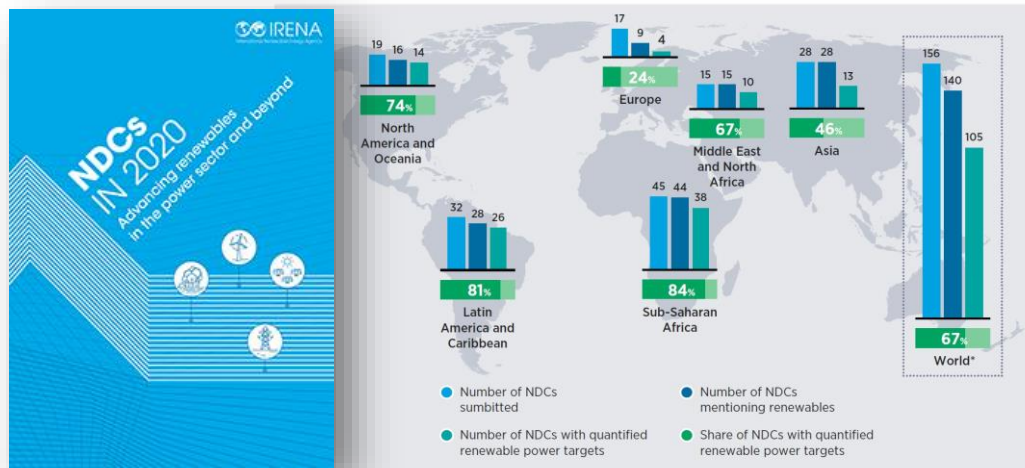 IRENA
International Renewable Energy Agency
NDCs
IN 2020
Advancing renewables
in the power sector and beyond
19 16 14
74%
North
America and
Oceania
17 9 4
24%
Europe
15 15 10
67%
Middle East
and North
Africa
28 28 13
46%
Asia
32 28 26
81%
Latin
America and
Caribbean
45 44 38
84%
Sub-Saharan
Africa
156
140
105
67%
World*
Number of NDCs
sumbitted
Number of NDCs
mentioning renewables
Number of NDCs with quantified
renewable power targets
Share of NDCs with quantified
renewable power targets